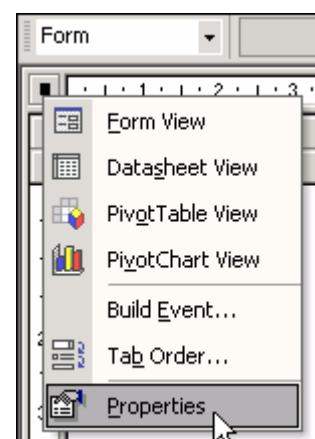 Form
1 · 2 · 3
Form View
Datasheet View
PivotTable View
PivotChart View
Build Event...
Tab Order...
Properties